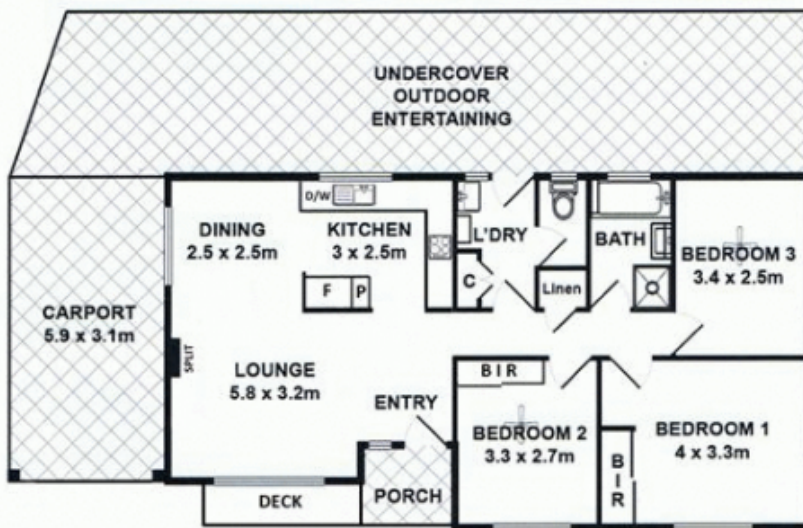 UNDERCOVER
OUTDOOR
ENTERTAINING
D/W
DINING
2.5 x 2.5m
KITCHEN
3 x 2.5m
L'DRY
BATH
BEDROOM 3
3.4 x 2.5m
F
P
C
Linen
CARPORT
5.9 x 3.1m
SPLIT
LOUNGE
5.8 x 3.2m
ENTRY
B I R
BEDROOM 2
3.3 x 2.7m
BEDROOM 1
4 x 3.3m
B I R
DECK
PORCH